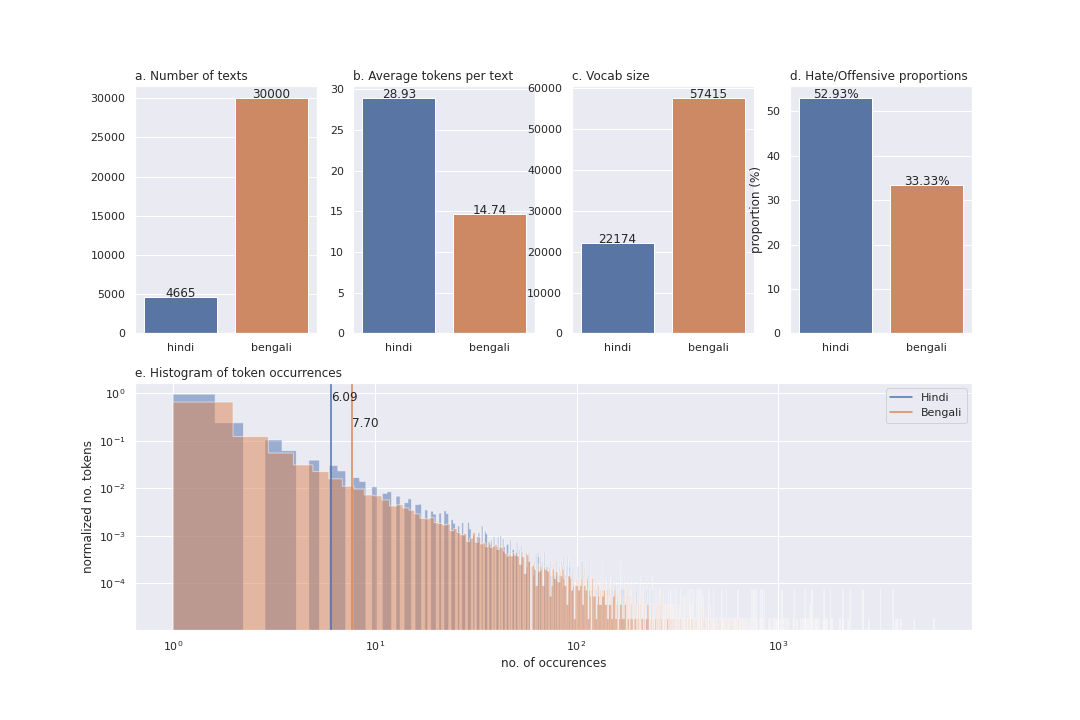 a. Number of texts
b. Average tokens per text
c. Vocab size
d. Hate/Offensive proportions
30000
25000
20000
15000
10000
5000
0
30000
4665
hindi
bengali
30
25
20
15
10
5
0
28.93
14.74
hindi
bengali
60000
50000
40000
30000
20000
10000
0
57415
22174
hindi
bengali
proportion (%)
50
40
30
20
10
0
52.93%
33.33%
hindi
bengali
e. Histogram of token occurrences
normalized no. tokens
10⁰
10⁻¹
10⁻²
10⁻³
10⁻⁴
6.09
7.70
Hindi
Bengali
10⁰
10¹
10²
10³
no. of occurences